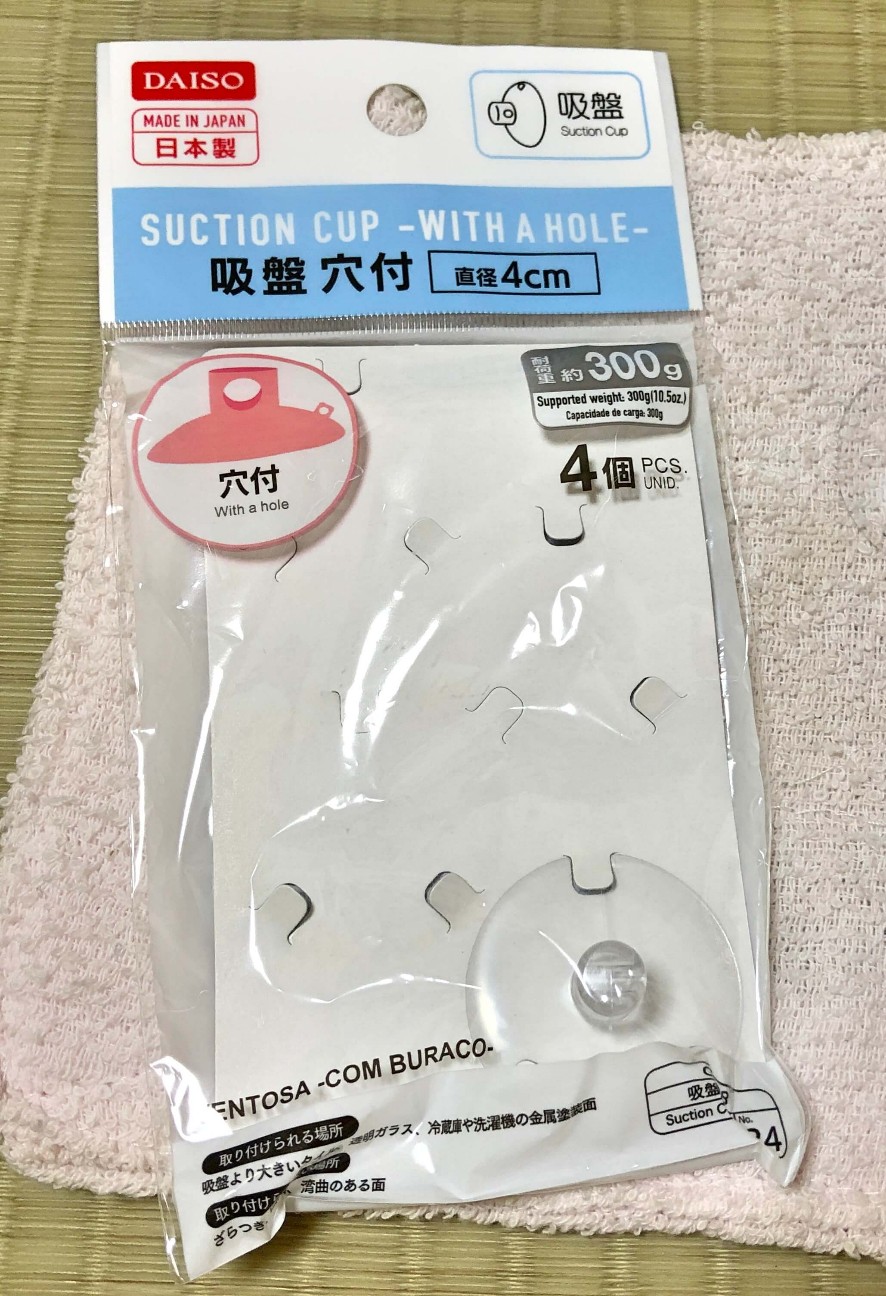 DAISO
MADE IN JAPAN
日本製
吸盤
Suction Cup
SUCTION CUP -WITH A HOLE-
吸盤 穴付 直径4cm
耐荷重 約300g
Supported weight: 300g(10.5oz.)
Capacidade de carga: 300g
4個 PCS.
UNID.
穴付
With a hole
ENTOSA -COM BURACO-
取り付けられる場所
吸盤より大きい 透明ガラス、冷蔵庫や洗濯機の金属塗装面
場所
取り付け 湾曲のある面
ざらつき
吸盤
Suction C
No.
4